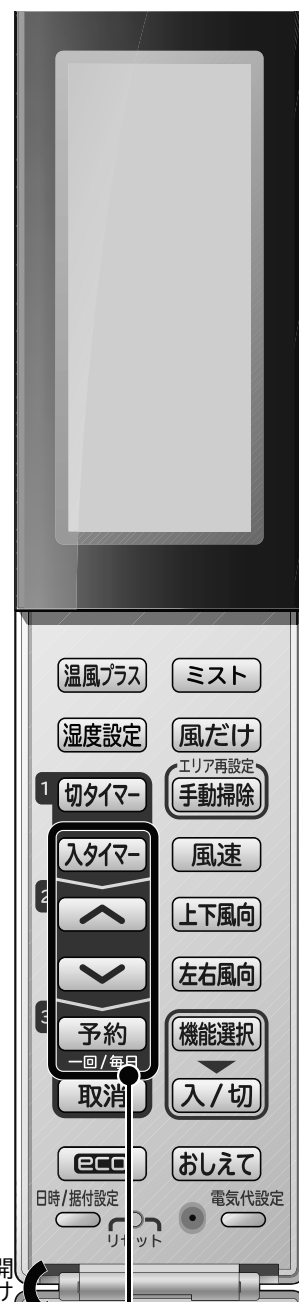 温風プラス
ミスト
湿度設定
風だけ
エリア再設定
1
切タイマー
手動掃除
入タイマー
風速
2
上下風向
左右風向
3
予約
機能選択
一回/毎日
取消
入/切
eco
おしえて
日時/据付設定
電気代設定
リセット
開
け